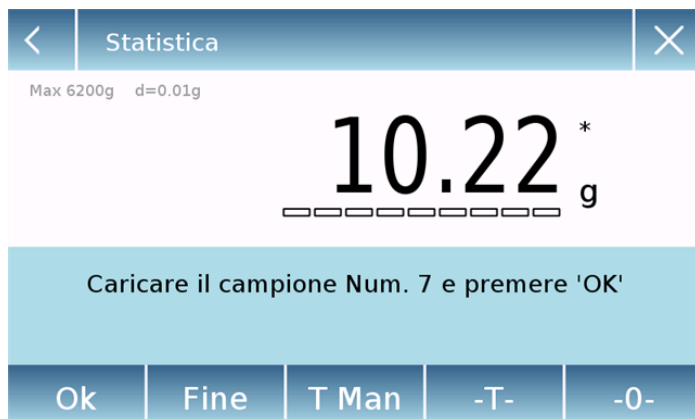 Statistica
Max 6200g d=0.01g
10.22 *
g
Caricare il campione Num. 7 e premere 'OK'
Ok Fine T Man -T- -0-